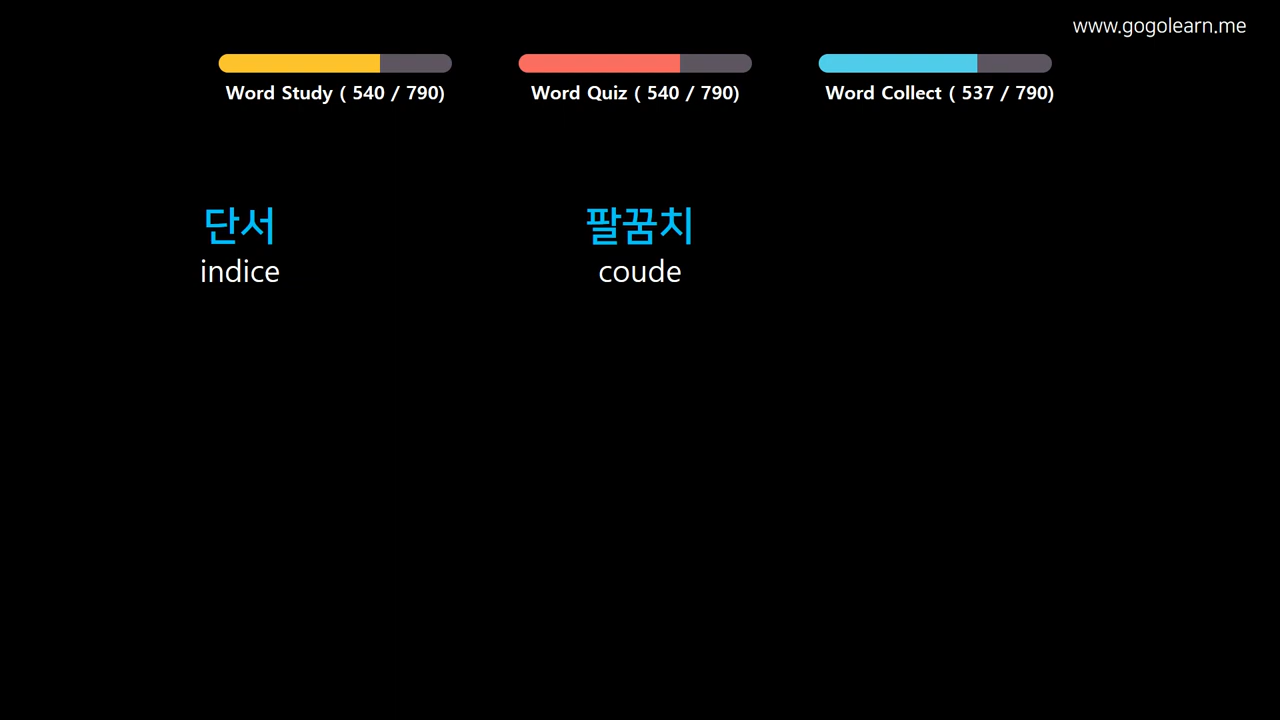 www.gogolearn.me
Word Study ( 540 / 790)
Word Quiz ( 540 / 790)
Word Collect ( 537 / 790)
단서
indice
팔꿈치
coude